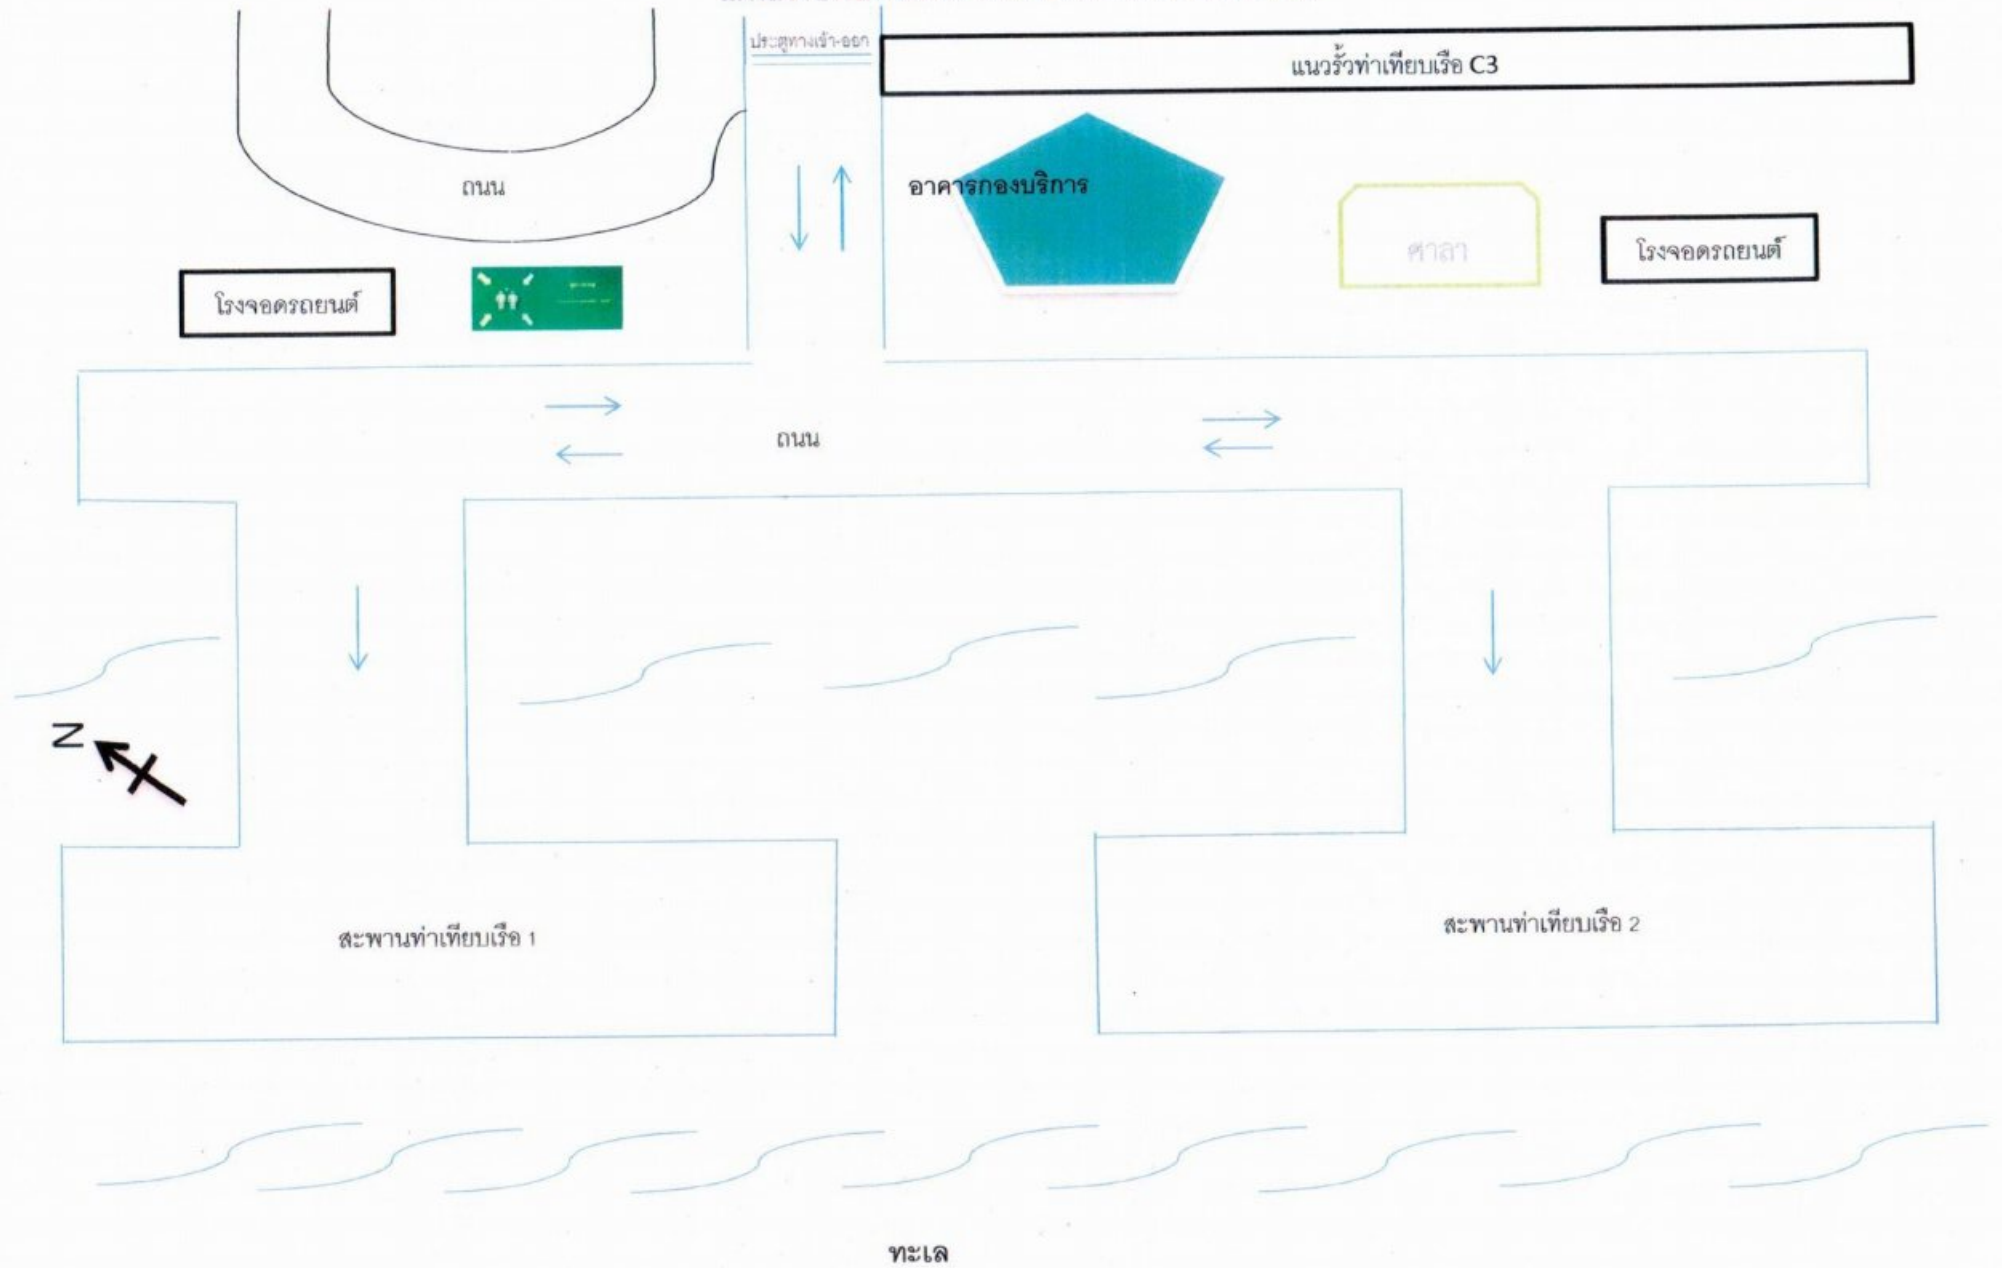 ประตูทางเข้า-ออก
แนวรั้วท่าเทียบเรือ C3
ถนน
อาคารกองบริการ
ศาลา
โรงจอดรถยนต์
โรงจอดรถยนต์
ถนน
N
สะพานท่าเทียบเรือ 1
สะพานท่าเทียบเรือ 2
ทะเล